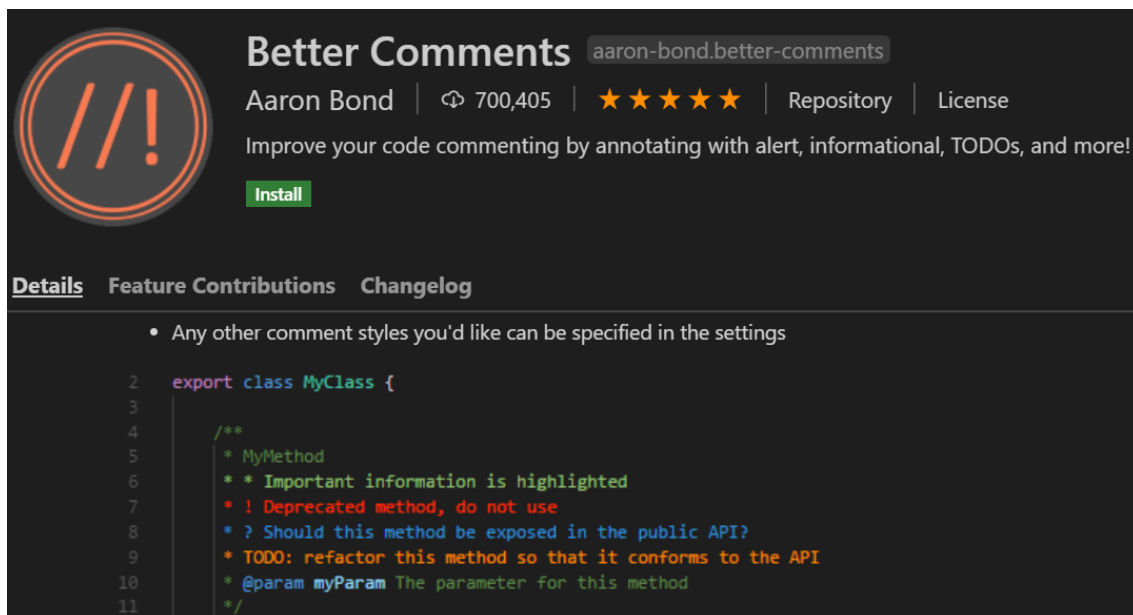 //!
Better Comments aaron-bond.better-comments
Aaron Bond 700,405 Repository License
Improve your code commenting by annotating with alert, informational, TODOs, and more!
Install
Details Feature Contributions Changelog
• Any other comment styles you'd like can be specified in the settings
2 export class MyClass {
3
4 /**
5 * MyMethod
6 * * Important information is highlighted
7 * ! Deprecated method, do not use
8 * ? Should this method be exposed in the public API?
9 * TODO: refactor this method so that it conforms to the API
10 * @param myParam The parameter for this method
11 */